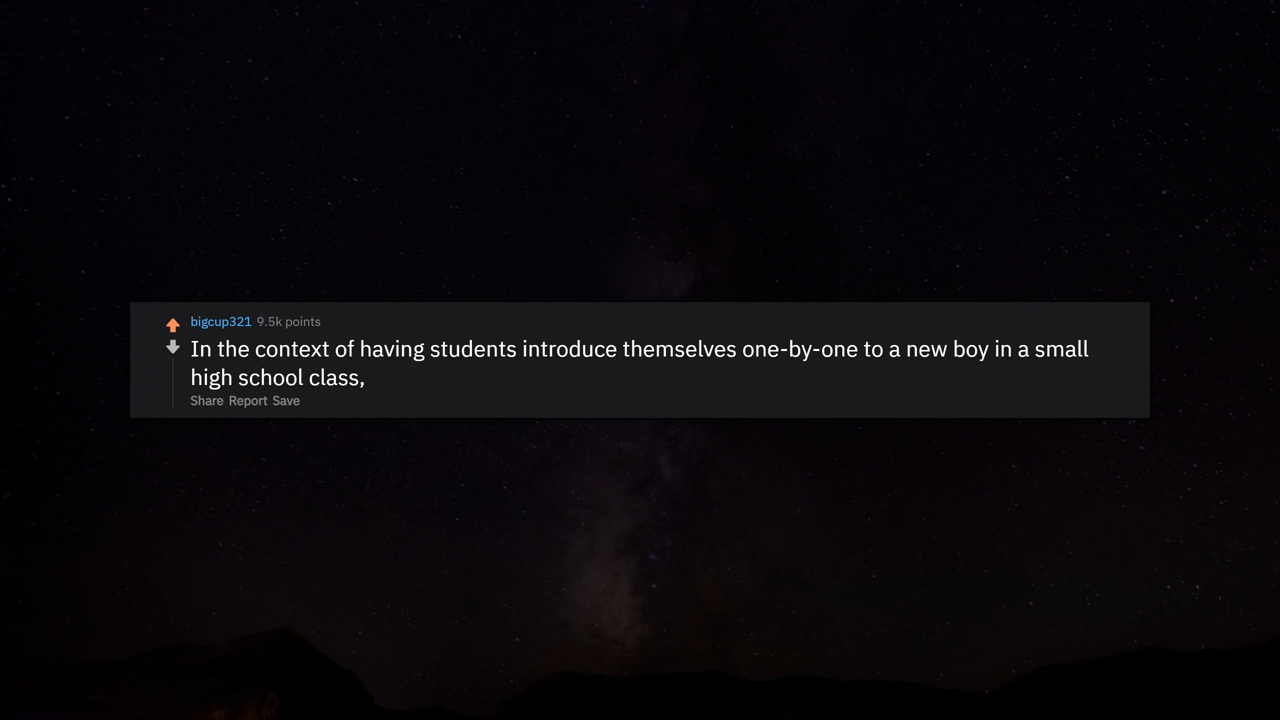 bigcup321 9.5k points
In the context of having students introduce themselves one-by-one to a new boy in a small
high school class,
Share Report Save